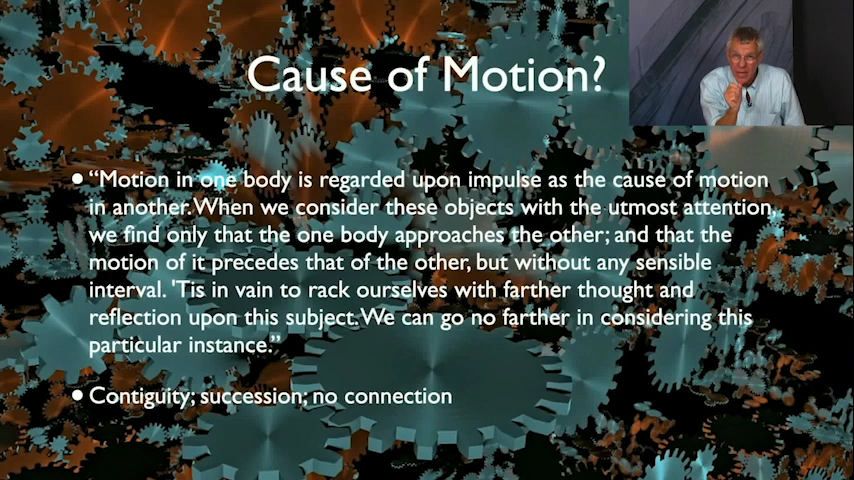 Cause of Motion?
• “Motion in one body is regarded upon impulse as the cause of motion
in another. When we consider these objects with the utmost attention,
we find only that the one body approaches the other; and that the
motion of it precedes that of the other, but without any sensible
interval. 'Tis in vain to rack ourselves with farther thought and
reflection upon this subject. We can go no farther in considering this
particular instance.”
• Contiguity; succession; no connection